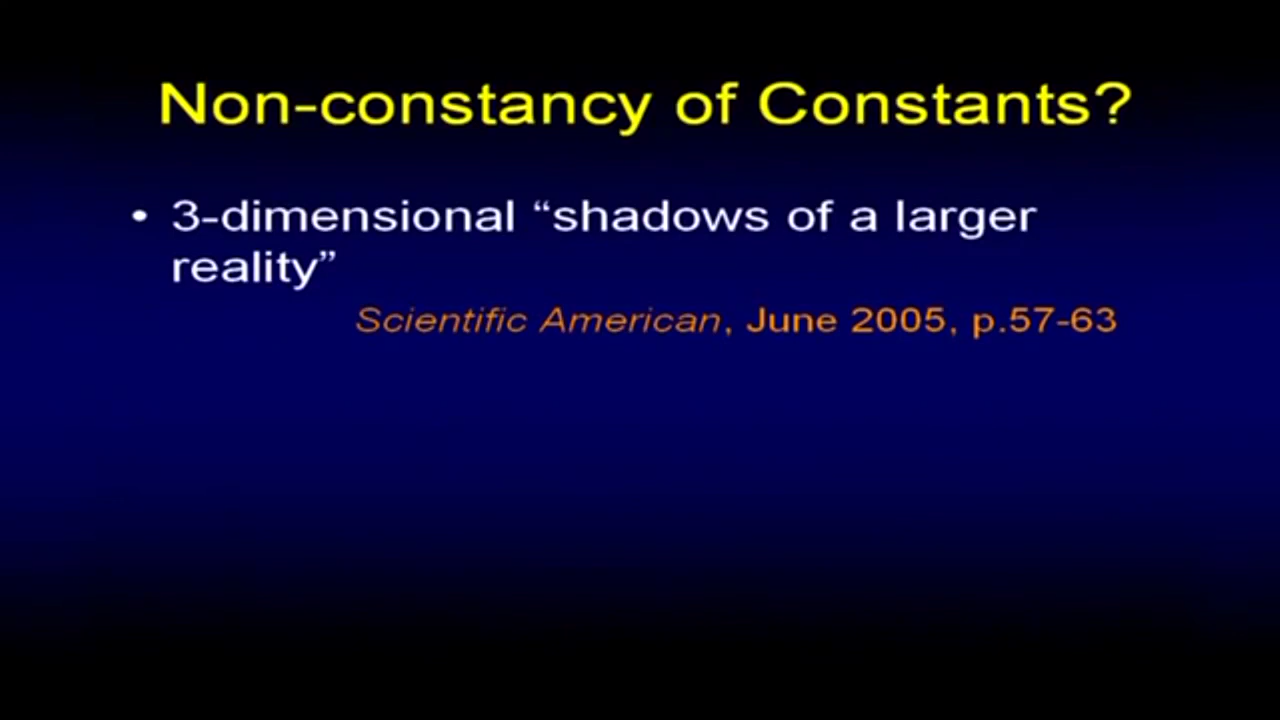 Non-constancy of Constants?
• 3-dimensional “shadows of a larger
reality”
Scientific American, June 2005, p.57-63